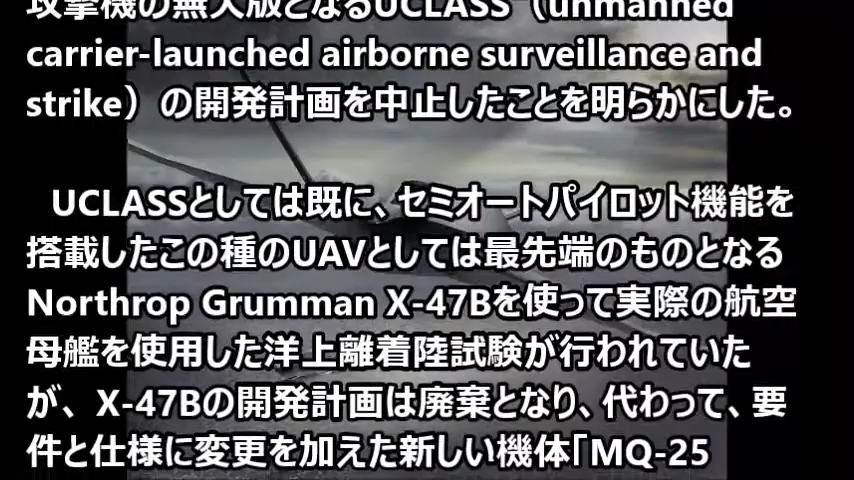 攻撃機の無人版となるUCLASS（unmanned
carrier-launched airborne surveillance and
strike）の開発計画を中止したことを明らかにした。
UCLASSとしては既に、セミオートパイロット機能を
搭載したこの種のUAVとしては最先端のものとなる
Northrop Grumman X-47Bを使って実際の航空
母艦を使用した洋上離着陸試験が行われていた
が、X-47Bの開発計画は廃棄となり、代わって、要
件と仕様に変更を加えた新しい機体「MQ-25